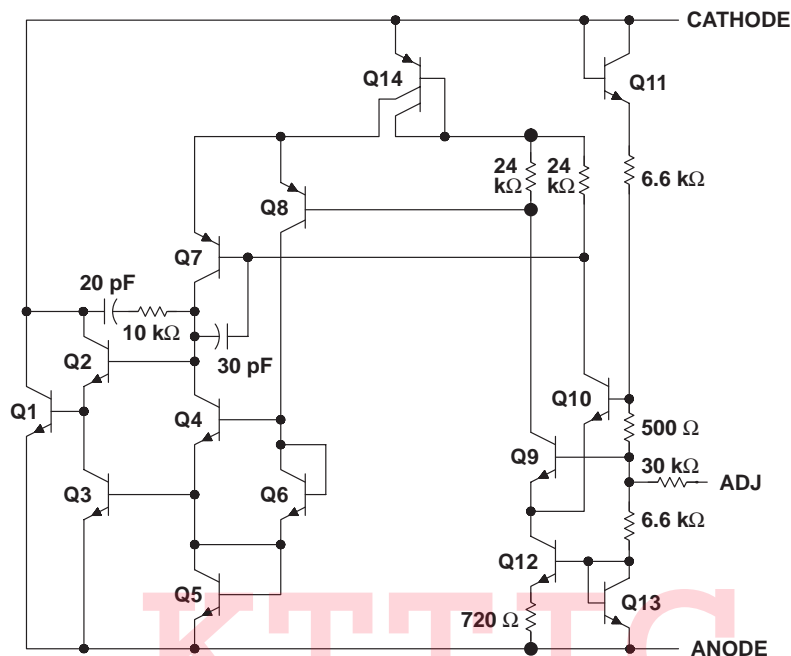 CATHODE
Q14
Q11
24
kΩ
24
kΩ
6.6 kΩ
Q8
Q7
20 pF
10 kΩ
30 pF
Q2
Q1
Q4
Q10
500 Ω
Q9
30 kΩ
ADJ
Q3
Q6
6.6 kΩ
Q12
Q5
Q13
720 Ω
ANODE
KTTTC